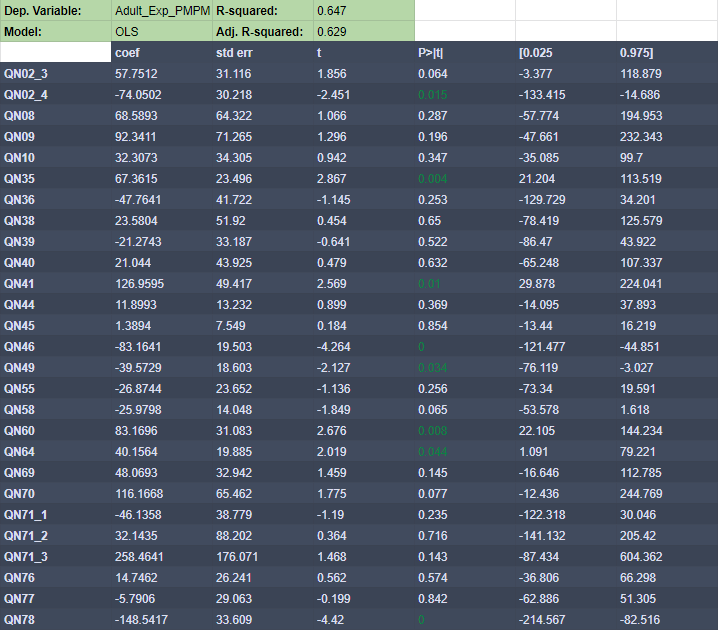 Dep. Variable: Adult_Exp_PMPM R-squared: 0.647
Model: OLS Adj. R-squared: 0.629
coef std err t P>|t| [0.025 0.975]
QN02_3 57.7512 31.116 1.856 0.064 -3.377 118.879
QN02_4 -74.0502 30.218 -2.451 0.015 -133.415 -14.686
QN08 68.5893 64.322 1.066 0.287 -57.774 194.953
QN09 92.3411 71.265 1.296 0.196 -47.661 232.343
QN10 32.3073 34.305 0.942 0.347 -35.085 99.7
QN35 67.3615 23.496 2.867 0.004 21.204 113.519
QN36 -47.7641 41.722 -1.145 0.253 -129.729 34.201
QN38 23.5804 51.92 0.454 0.65 -78.419 125.579
QN39 -21.2743 33.187 -0.641 0.522 -86.47 43.922
QN40 21.044 43.925 0.479 0.632 -65.248 107.337
QN41 126.9595 49.417 2.569 0.01 29.878 224.041
QN44 11.8993 13.232 0.899 0.369 -14.095 37.893
QN45 1.3894 7.549 0.184 0.854 -13.44 16.219
QN46 -83.1641 19.503 -4.264 0 -121.477 -44.851
QN49 -39.5729 18.603 -2.127 0.034 -76.119 -3.027
QN55 -26.8744 23.652 -1.136 0.256 -73.34 19.591
QN58 -25.9798 14.048 -1.849 0.065 -53.578 1.618
QN60 83.1696 31.083 2.676 0.008 22.105 144.234
QN64 40.1564 19.885 2.019 0.044 1.091 79.221
QN69 48.0693 32.942 1.459 0.145 -16.646 112.785
QN70 116.1668 65.462 1.775 0.077 -12.436 244.769
QN71_1 -46.1358 38.779 -1.19 0.235 -122.318 30.046
QN71_2 32.1435 88.202 0.364 0.716 -141.132 205.42
QN71_3 258.4641 176.071 1.468 0.143 -87.434 604.362
QN76 14.7462 26.241 0.562 0.574 -36.806 66.298
QN77 -5.7906 29.063 -0.199 0.842 -62.886 51.305
QN78 -148.5417 33.609 -4.42 0 -214.567 -82.516